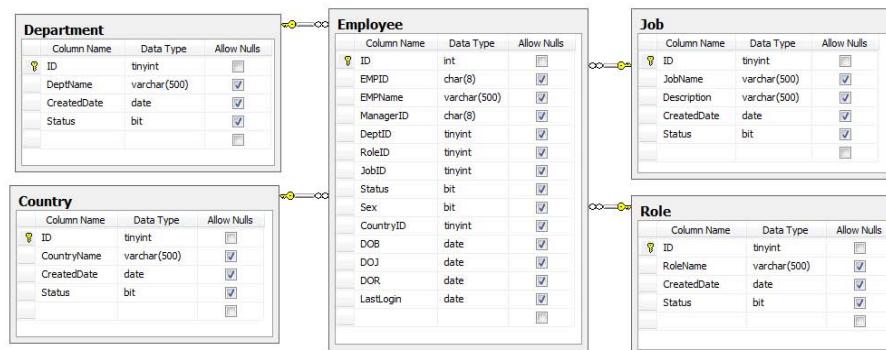 Department
Column Name Data Type Allow Nulls
ID tinyint
DeptName varchar(500)
CreatedDate date
Status bit
Employee
Column Name Data Type Allow Nulls
ID int
EMPID char(8)
EMPName varchar(500)
ManagerID char(8)
DeptID tinyint
RoleID tinyint
JobID tinyint
Status bit
Sex bit
CountryID tinyint
DOB date
DOJ date
DOR date
LastLogin date
Job
Column Name Data Type Allow Nulls
ID tinyint
JobName varchar(500)
Description varchar(500)
CreatedDate date
Status bit
Country
Column Name Data Type Allow Nulls
ID tinyint
CountryName varchar(500)
CreatedDate date
Status bit
Role
Column Name Data Type Allow Nulls
ID tinyint
RoleName varchar(500)
CreatedDate date
Status bit